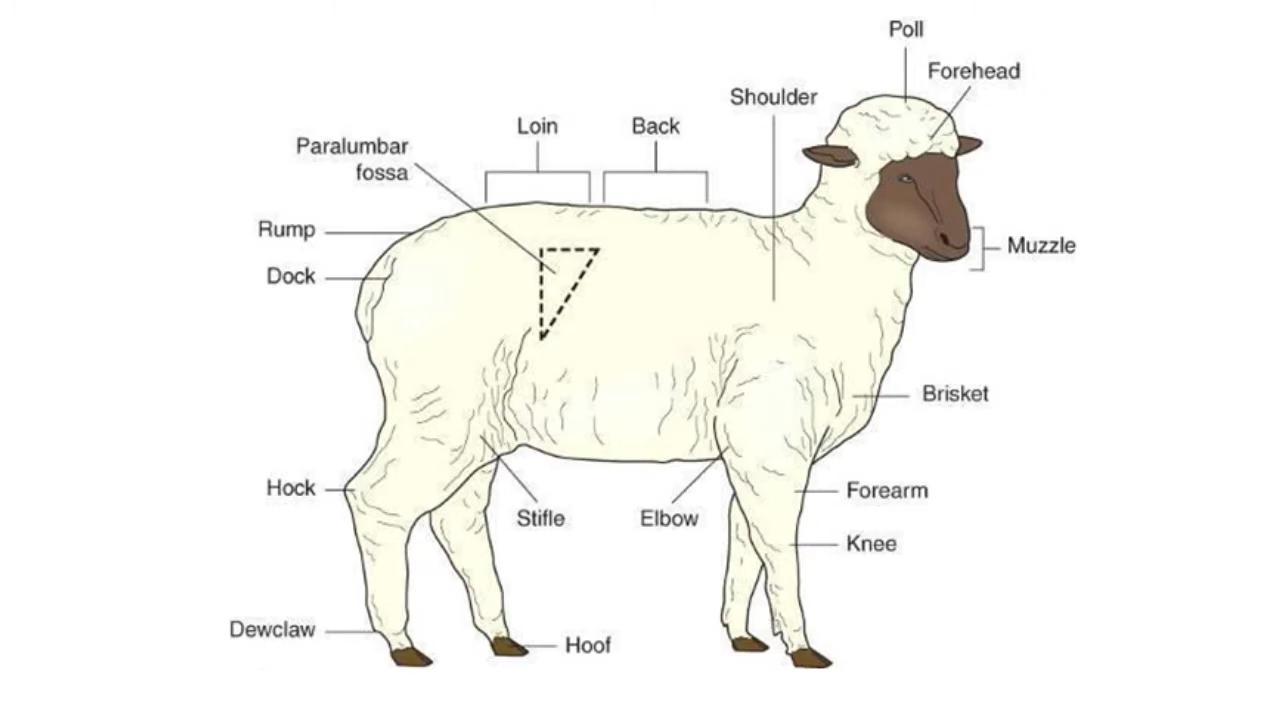 Poll
Forehead
Shoulder
Loin
Back
Paralumbar
fossa
Rump
Dock
Muzzle
Brisket
Hock
Forearm
Stifle
Elbow
Knee
Dewclaw
Hoof